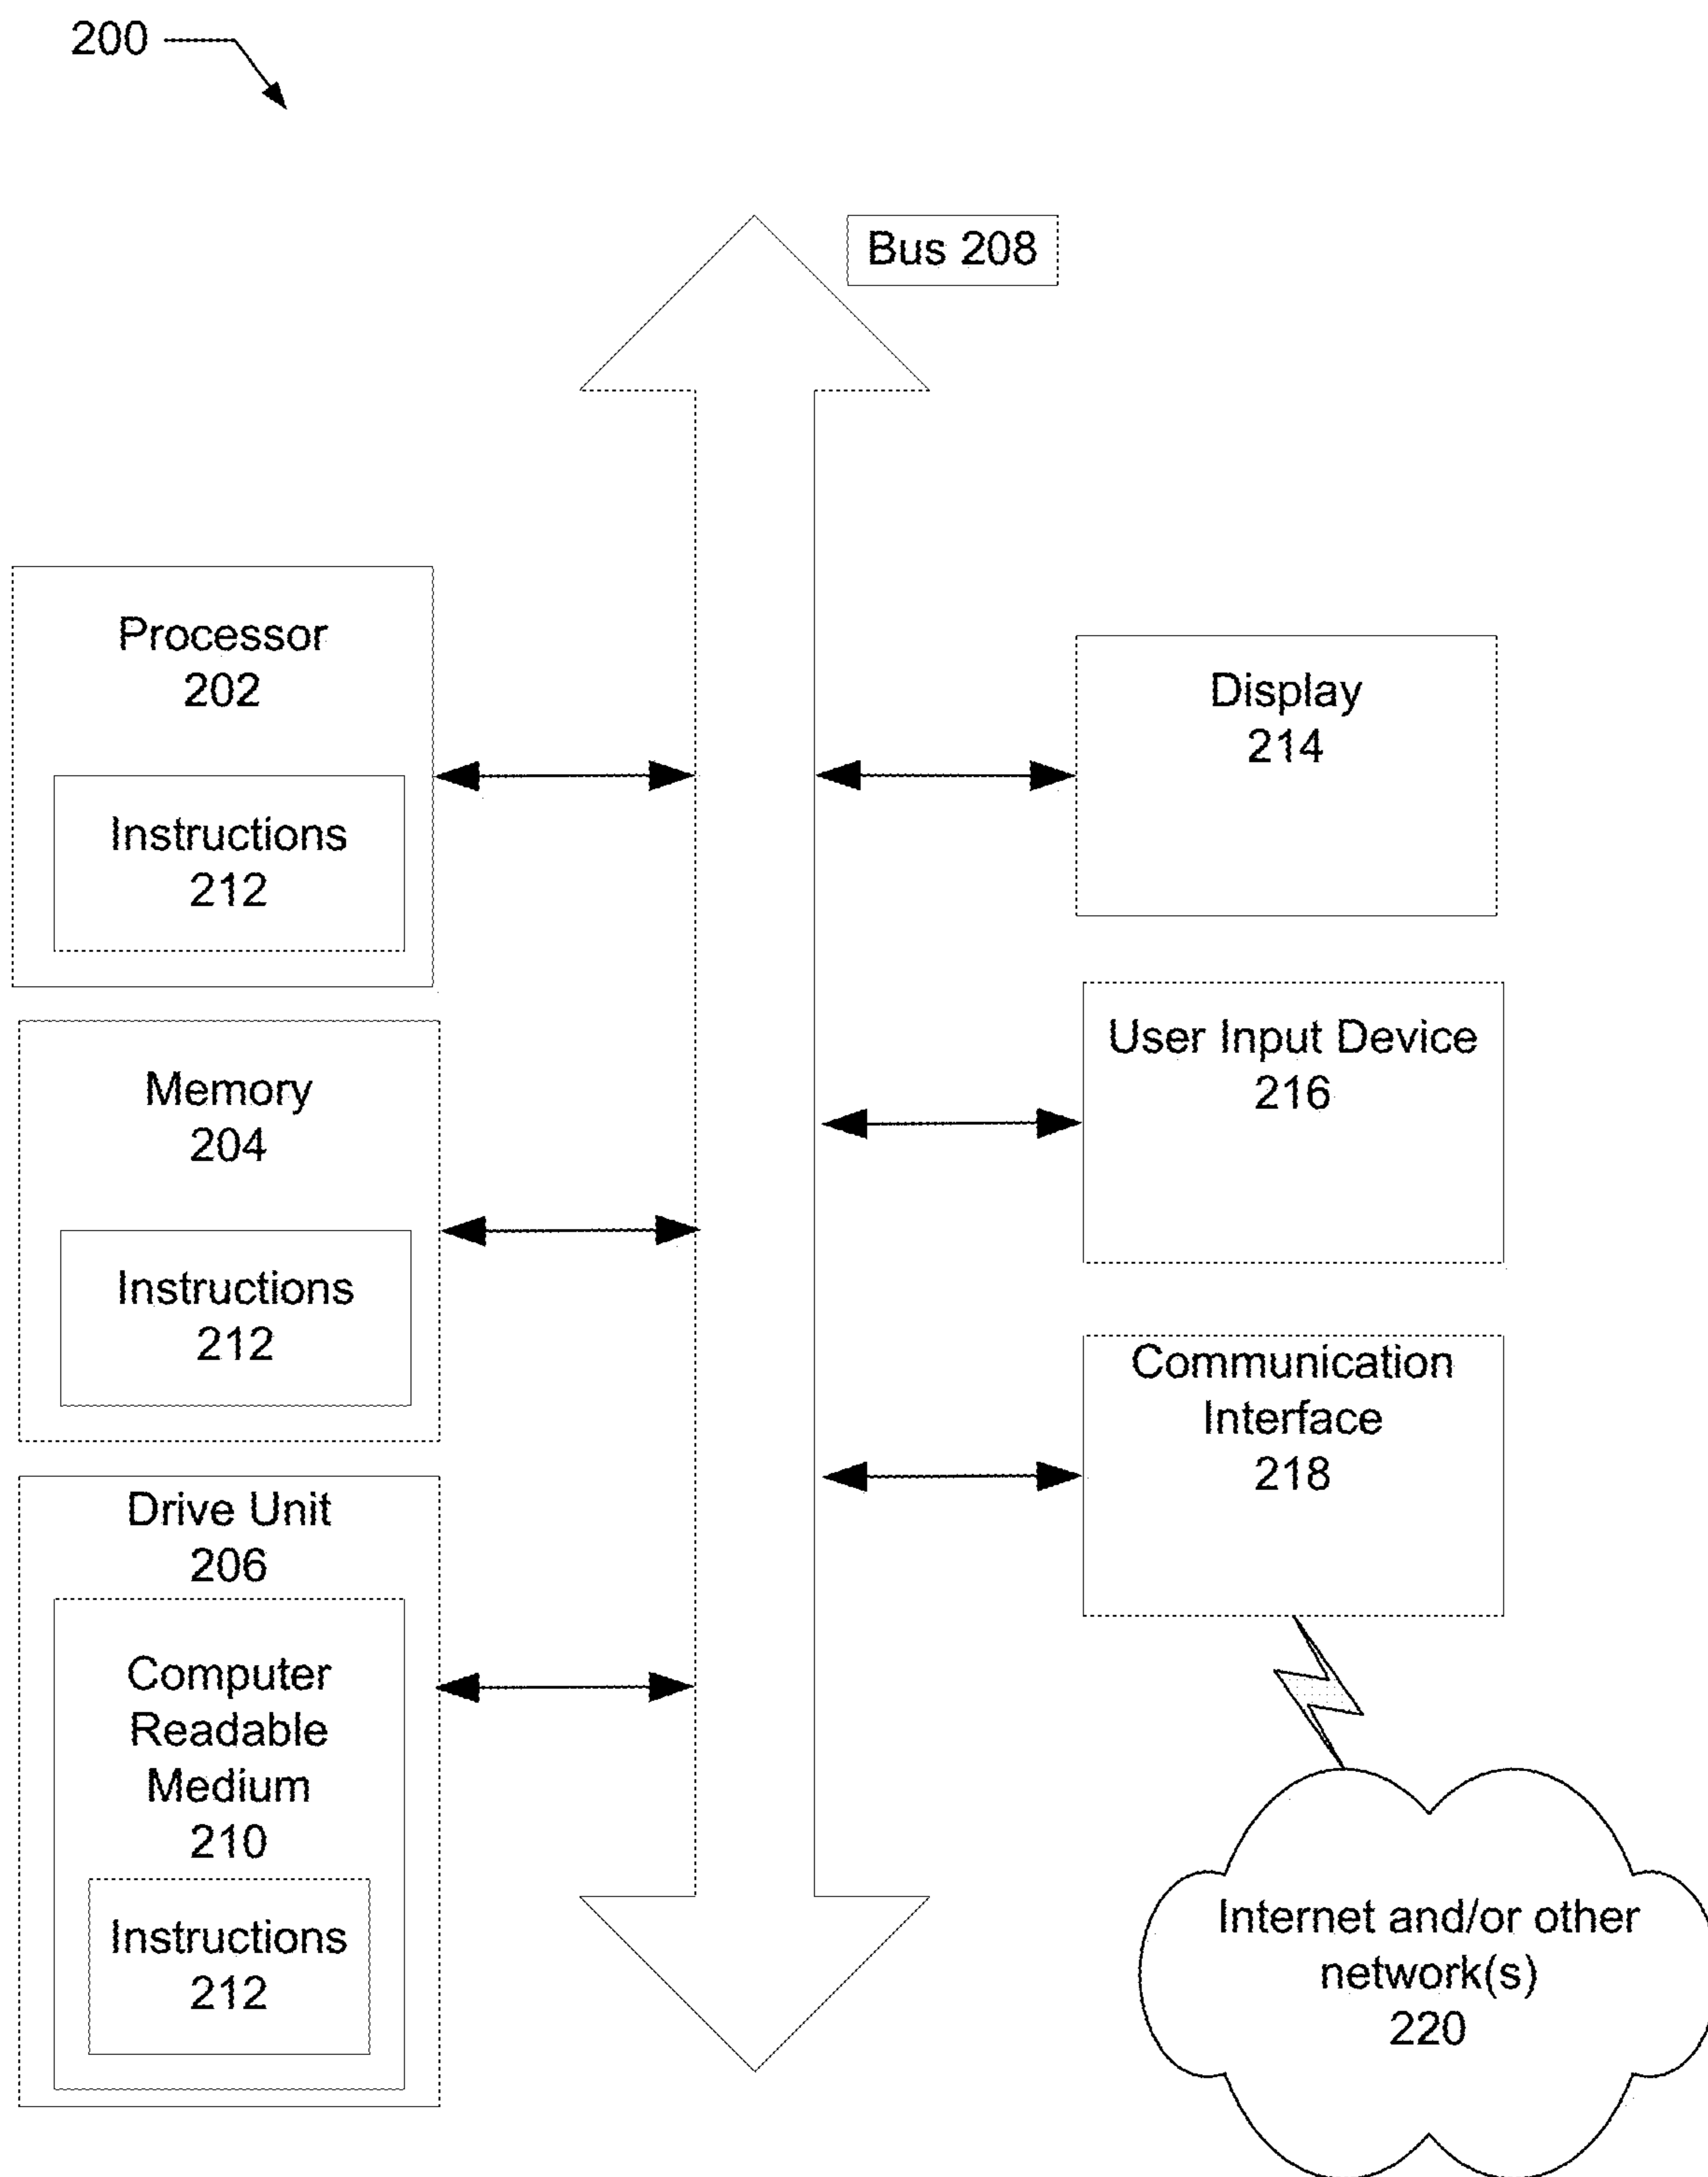 200
Bus 208
Processor
202
Instructions
212
Memory
204
Instructions
212
Drive Unit
206
Computer
Readable
Medium
210
Instructions
212
Display
214
User Input Device
216
Communication
Interface
218
Internet and/or other
network(s)
220